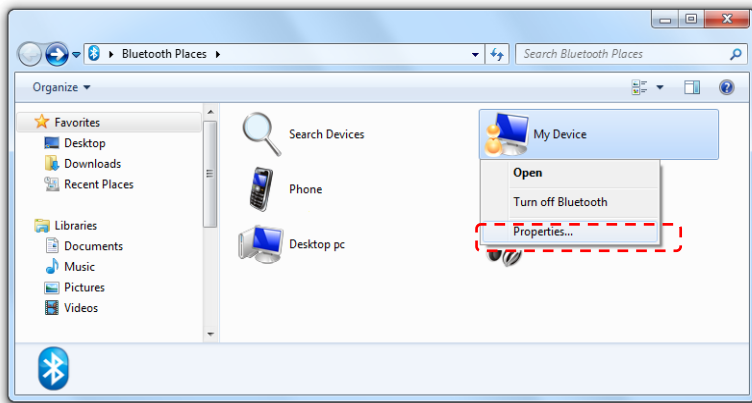 Bluetooth Places
Search Bluetooth Places
Organize
Favorites
Desktop
Downloads
Recent Places
Libraries
Documents
Music
Pictures
Videos
Search Devices
My Device
Phone
Desktop pc
Open
Turn off Bluetooth
Properties...